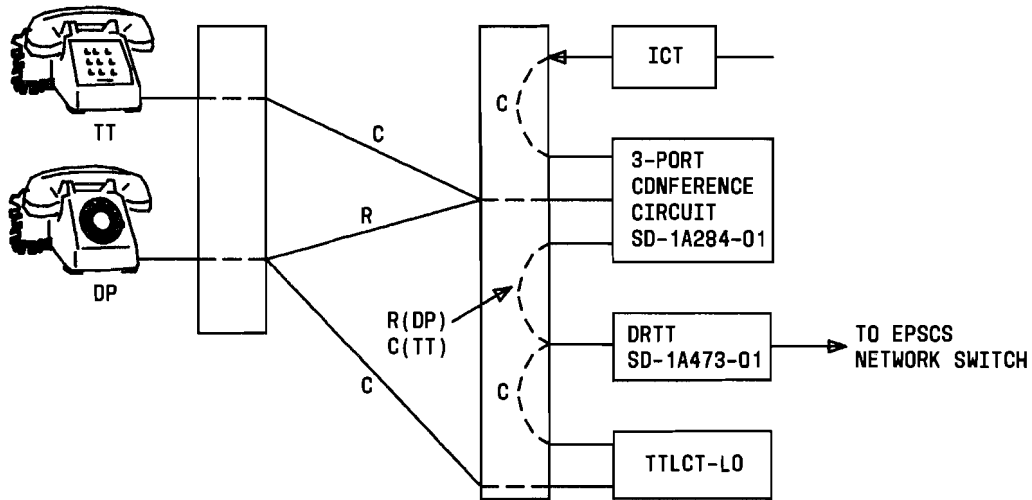 TT
DP
C
R
C
C
R(DP)
C(TT)
C
ICT
3-PORT
CDNFERENCE
CIRCUIT
SD-1A284-01
DRTT
SD-1A473-01
TTLCT-LO
TO EPSCS
NETWORK SWITCH